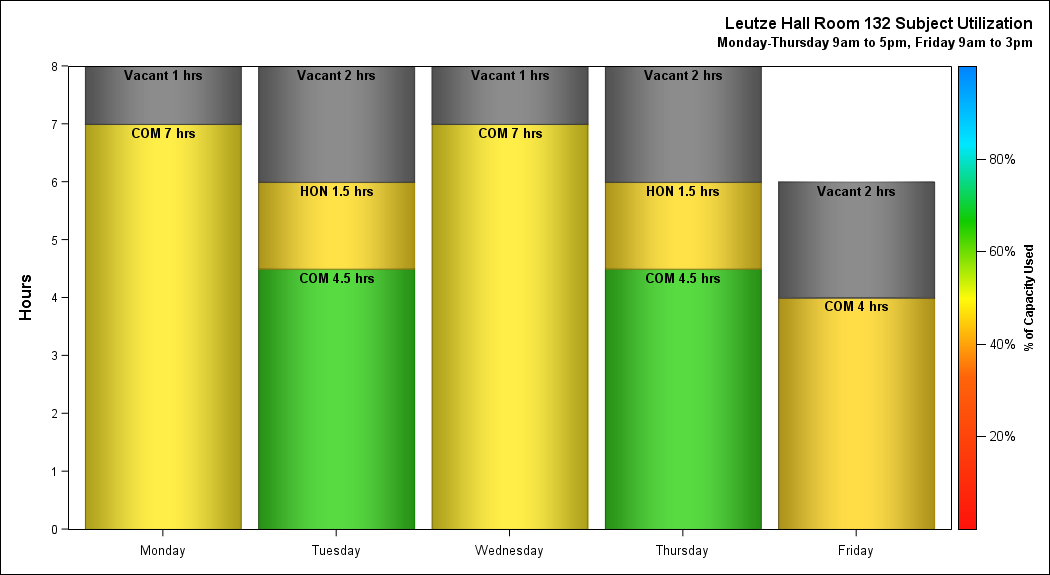 Leutze Hall Room 132 Subject Utilization
Monday-Thursday 9am to 5pm, Friday 9am to 3pm
Hours
8
7
6
5
4
3
2
1
0
Vacant 1 hrs
COM 7 hrs
Vacant 2 hrs
HON 1.5 hrs
COM 4.5 hrs
Vacant 1 hrs
COM 7 hrs
Vacant 2 hrs
HON 1.5 hrs
COM 4.5 hrs
Vacant 2 hrs
COM 4 hrs
Monday
Tuesday
Wednesday
Thursday
Friday
80%
60%
40%
20%
% of Capacity Used